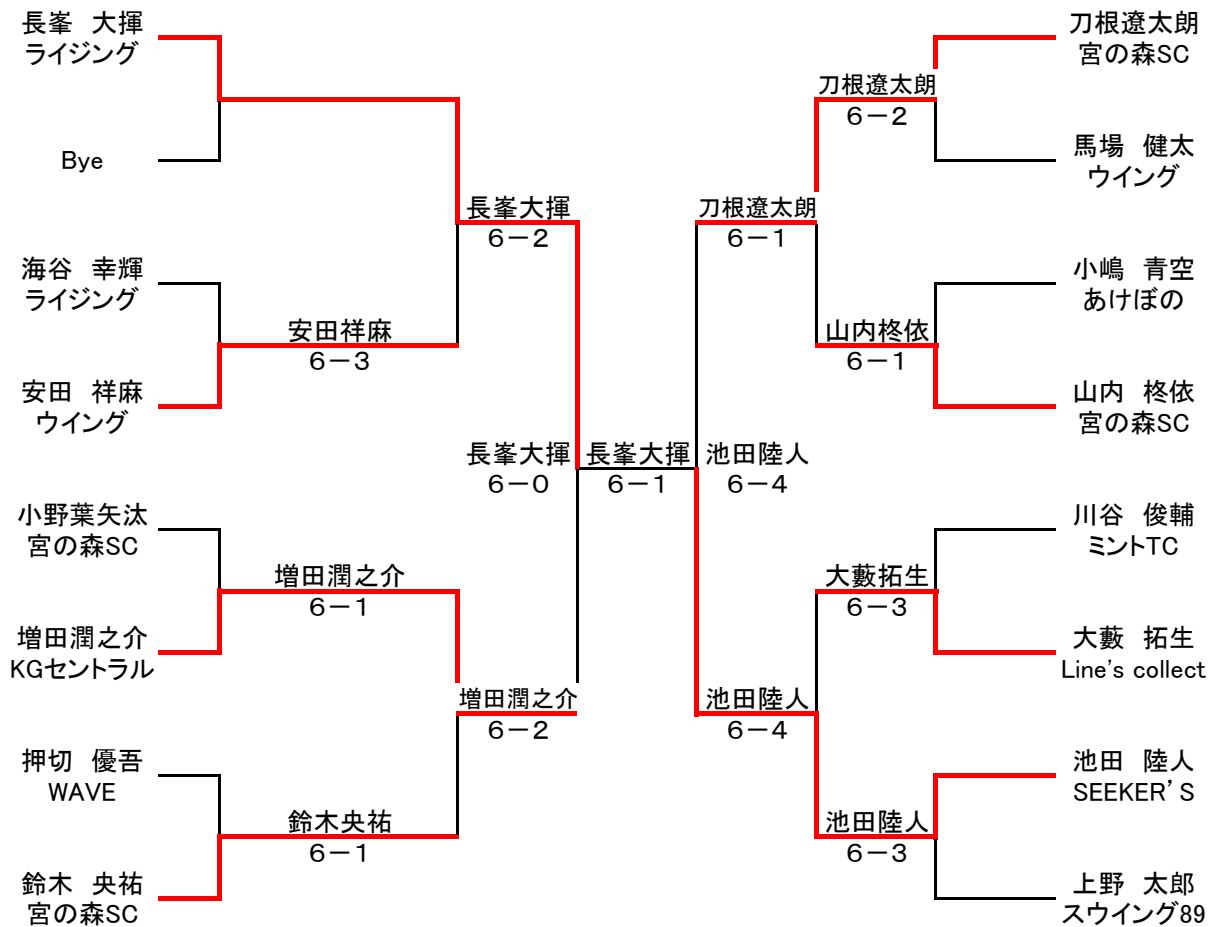 長峯　大揮
ライジング
Bye
海谷　幸輝
ライジング
安田　祥麻
ウイング
小野葉矢汰
宮の森SC
増田潤之介
KGセントラル
押切　優吾
WAVE
鈴木　央祐
宮の森SC
安田祥麻
6－3
増田潤之介
6－1
鈴木央祐
6－1
長峯大揮
6－2
増田潤之介
6－2
長峯大揮
6－0
長峯大揮
6－1
池田陸人
6－4
刀根遼太朗
6－1
池田陸人
6－4
刀根遼太朗
6－2
山内柊依
6－1
大藪拓生
6－3
池田陸人
6－3
刀根遼太朗
宮の森SC
馬場　健太
ウイング
小嶋　青空
あけぼの
山内　柊依
宮の森SC
川谷　俊輔
ミントTC
大藪　拓生
Line's collect
池田　陸人
SEEKER’S
上野　太郎
スウイング89